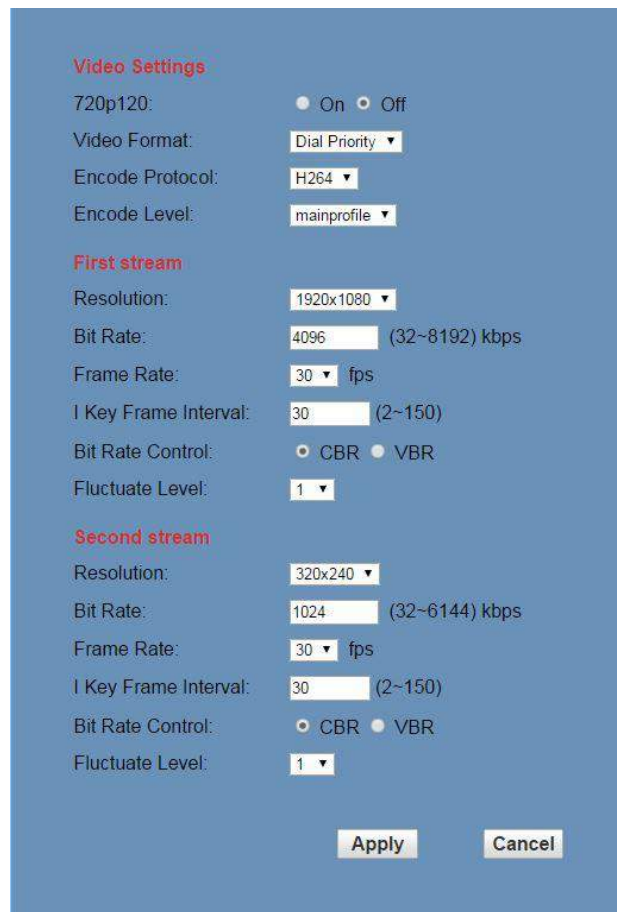 Video Settings
720p120: On Off
Video Format: Dial Priority
Encode Protocol: H264
Encode Level: mainprofile
First stream
Resolution: 1920x1080
Bit Rate: 4096 (32~8192) kbps
Frame Rate: 30 fps
I Key Frame Interval: 30 (2~150)
Bit Rate Control: CBR VBR
Fluctuate Level: 1
Second stream
Resolution: 320x240
Bit Rate: 1024 (32~6144) kbps
Frame Rate: 30 fps
I Key Frame Interval: 30 (2~150)
Bit Rate Control: CBR VBR
Fluctuate Level: 1
Apply Cancel